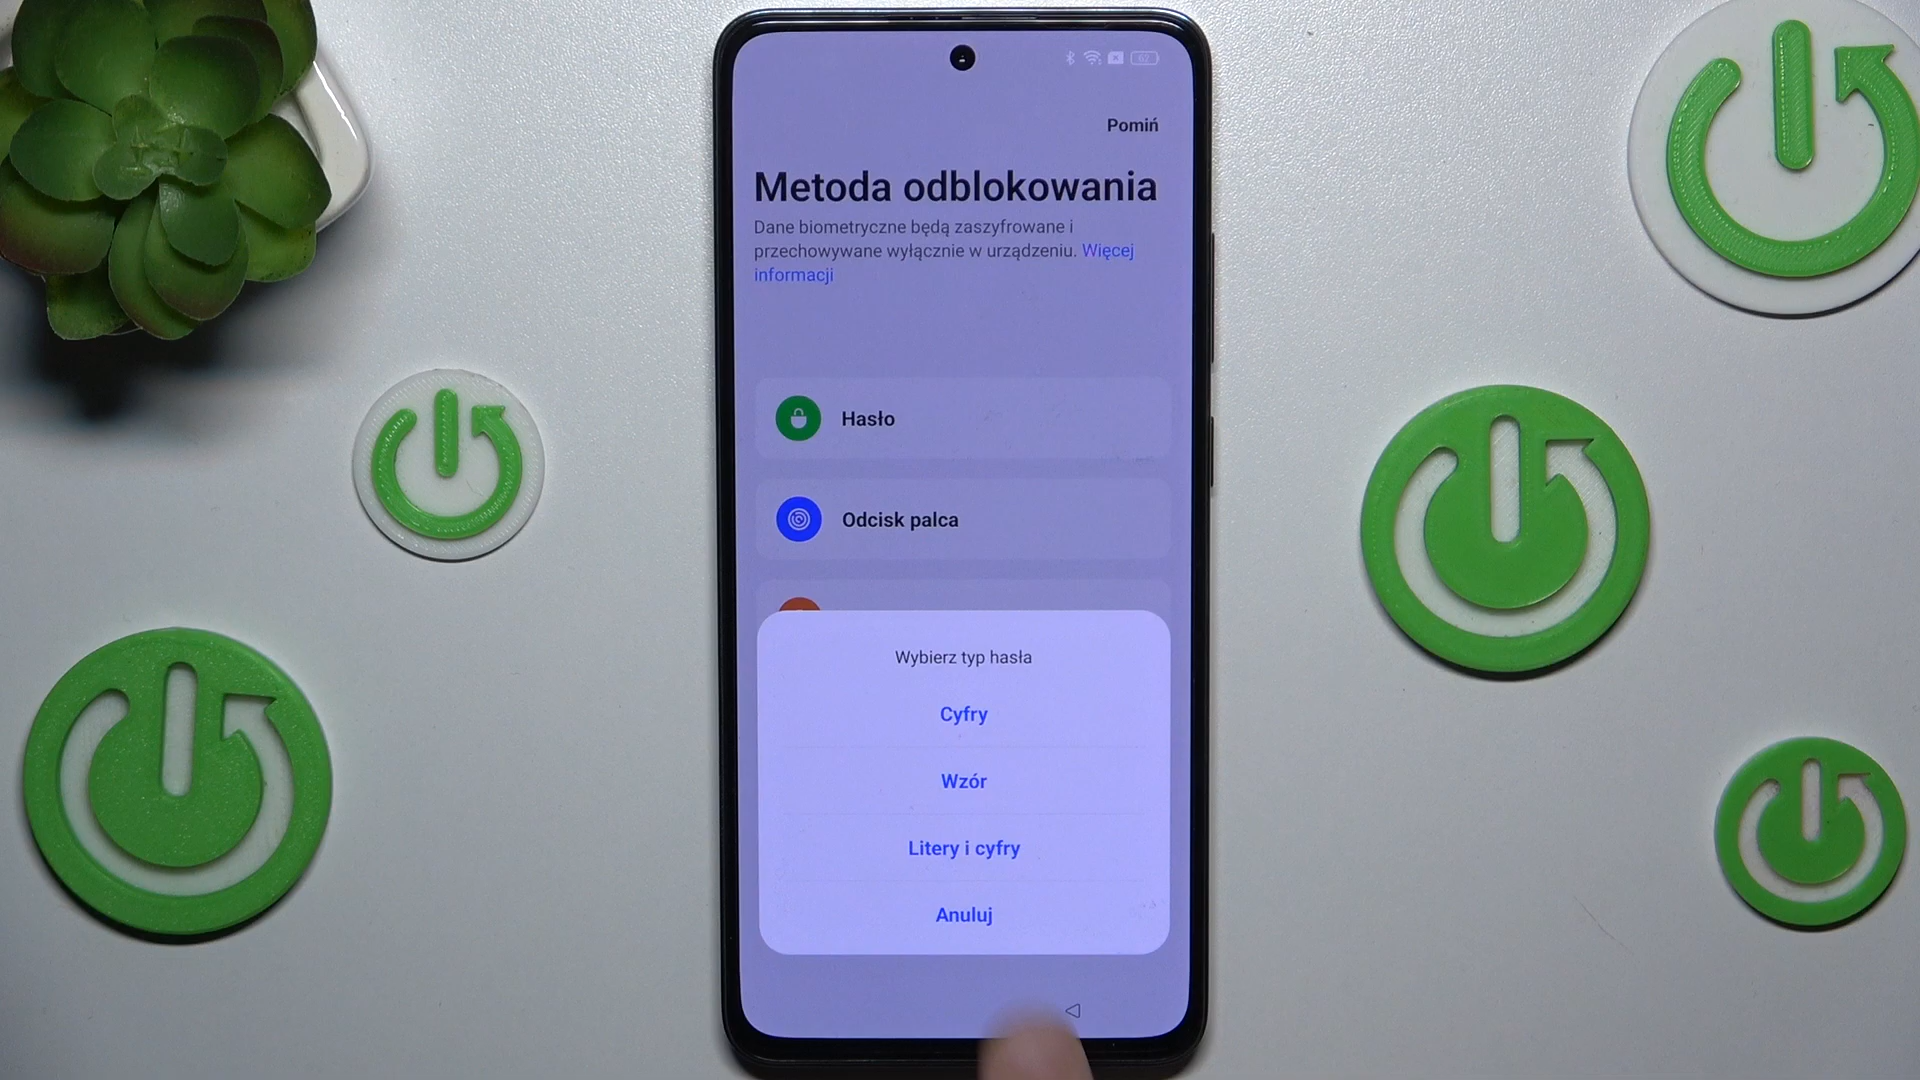 62
Pomiń
Metoda odblokowania
Dane biometryczne będą zaszyfrowane i
przechowywane wyłącznie w urządzeniu. Więcej
informacji
Hasło
Odcisk palca
Wybierz typ hasła
Cyfry
Wzór
Litery i cyfry
Anuluj